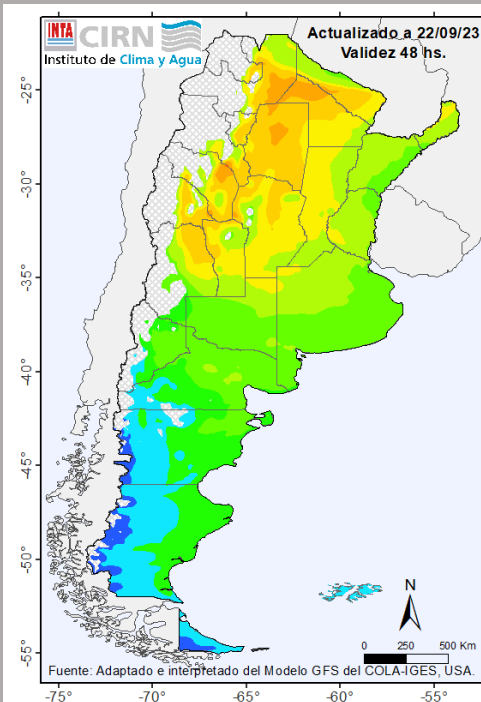 INTA CIRN
Instituto de Clima y Agua
Actualizado a 22/09/23
Validez 48 hs.
-25°
-30°
-35°
-40°
-45°
-50°
-55°
N
0 250 500 Km
Fuente: Adaptado e interpretado del Modelo GFS del COLA-IGES, USA.
-75° -70° -65° -60° -55°